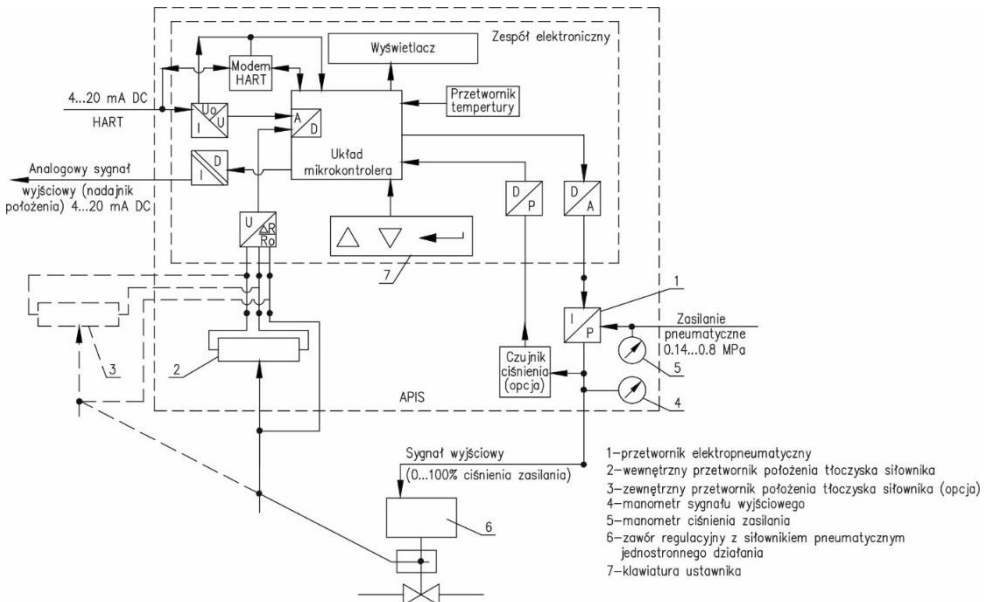 Zespół elektroniczny
Wyświetlacz
Modem
HART
4...20 mA DC
HART
Uo
U
I
A
D
Przetwornik
tempertury
Układ
mikrokontrolera
Analogowy sygnał
wyjściowy (nadajnik
położenia) 4...20 mA DC
D
I
D
P
D
A
U
ΔR
Ro
7
1
I
P
Zasilanie
pneumatyczne
0.14...0.8 MPa
3
2
Czujnik
ciśnienia
(opcja)
5
4
APIS
Sygnał wyjściowy
(0...100% ciśnienia zasilania)
6
1-przetwornik elektropneumatyczny
2-wewnętrzny przetwornik położenia tłoczyska siłownika
3-zewnętrzny przetwornik położenia tłoczyska siłownika (opcja)
4-manometr sygnału wyjściowego
5-manometr ciśnienia zasilania
6-zawór regulacyjny z siłownikiem pneumatycznym
jednostronnego działania
7-klawiatura ustawnika